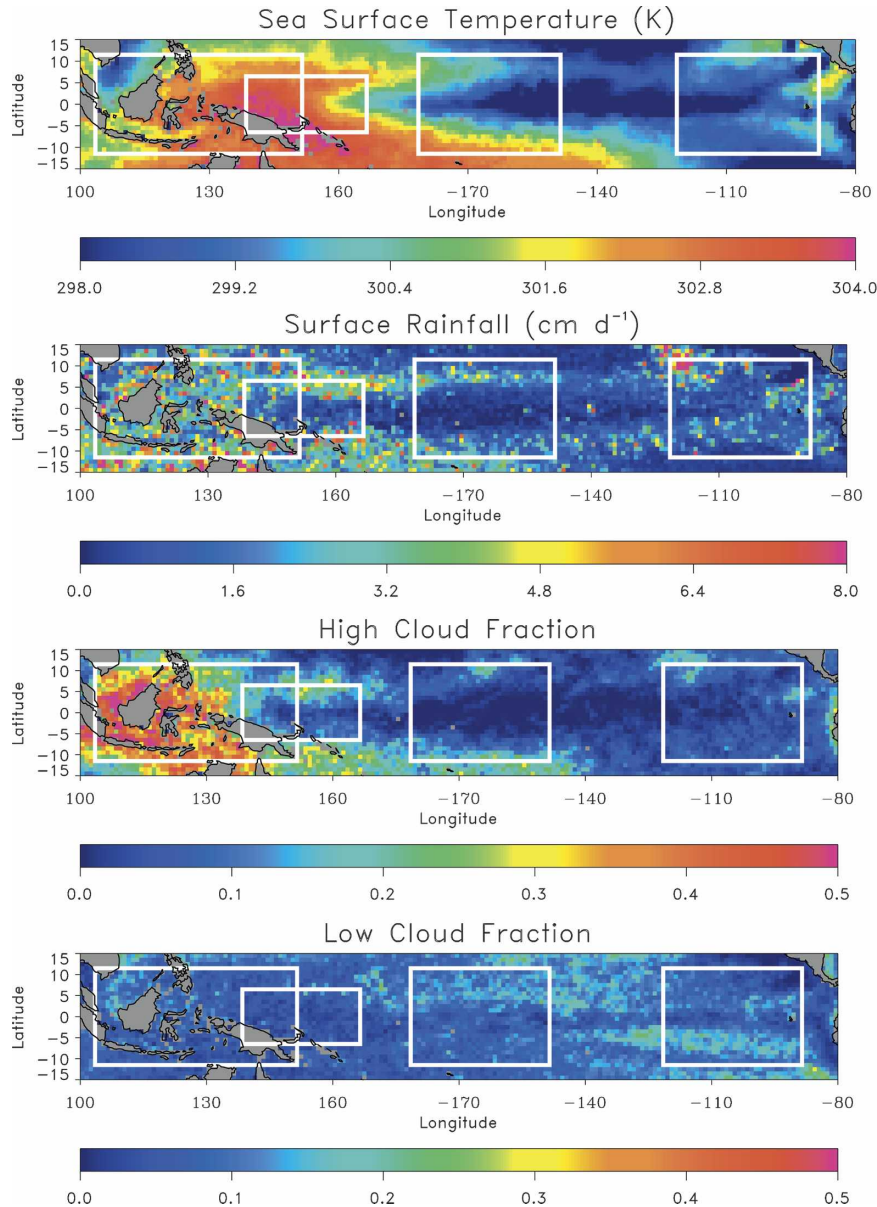 Sea Surface Temperature (K)
Latitude
15
10
5
0
−5
−10
−15
100 130 160 −170 −140 −110 −80
Longitude
298.0 299.2 300.4 301.6 302.8 304.0
Surface Rainfall (cm d⁻¹)
Latitude
15
10
5
0
−5
−10
−15
100 130 160 −170 −140 −110 −80
Longitude
0.0 1.6 3.2 4.8 6.4 8.0
High Cloud Fraction
Latitude
15
10
5
0
−5
−10
−15
100 130 160 −170 −140 −110 −80
Longitude
0.0 0.1 0.2 0.3 0.4 0.5
Low Cloud Fraction
Latitude
15
10
5
0
−5
−10
−15
100 130 160 −170 −140 −110 −80
Longitude
0.0 0.1 0.2 0.3 0.4 0.5